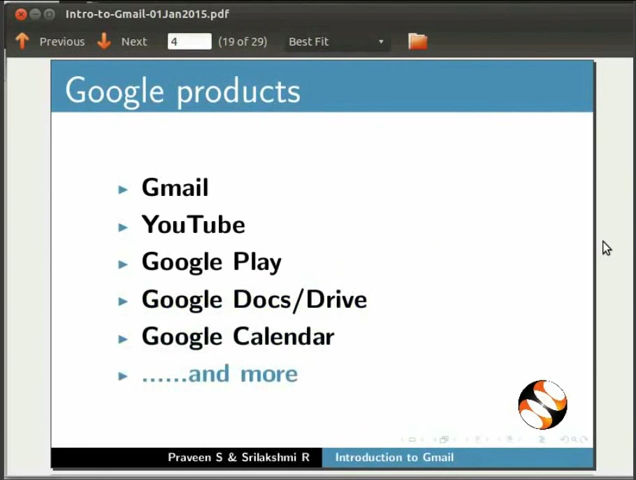 Intro-to-Gmail-01Jan2015.pdf
Previous Next 4 (19 of 29) Best Fit
Google products
Gmail
YouTube
Google Play
Google Docs/Drive
Google Calendar
......and more
Praveen S & Srilakshmi R Introduction to Gmail